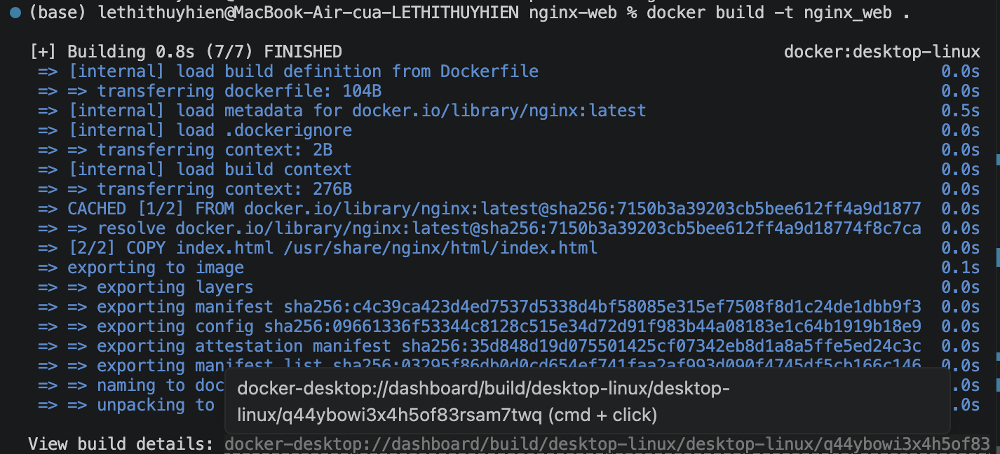 (base) lethithuyhien@MacBook-Air-cua-LETHITHUYHIEN nginx-web % docker build -t nginx_web .
[+] Building 0.8s (7/7) FINISHED docker:desktop-linux
=> [internal] load build definition from Dockerfile 0.0s
=> => transferring dockerfile: 104B 0.0s
=> [internal] load metadata for docker.io/library/nginx:latest 0.5s
=> [internal] load .dockerignore 0.0s
=> => transferring context: 2B 0.0s
=> [internal] load build context 0.0s
=> => transferring context: 276B 0.0s
=> CACHED [1/2] FROM docker.io/library/nginx:latest@sha256:7150b3a39203cb5bee612ff4a9d1877 0.0s
=> => resolve docker.io/library/nginx:latest@sha256:7150b3a39203cb5bee612ff4a9d18774f8c7ca 0.0s
=> [2/2] COPY index.html /usr/share/nginx/html/index.html 0.0s
=> exporting to image 0.1s
=> => exporting layers 0.0s
=> => exporting manifest sha256:c4c39ca423d4ed7537d5338d4bf58085e315ef7508f8d1c24de1dbb9f3 0.0s
=> => exporting config sha256:09661336f53344c8128c515e34d72d91f983b44a08183e1c64b1919b18e9 0.0s
=> => exporting attestation manifest sha256:35d848d19d075501425cf07342eb8d1a8a5ffe5ed24c3c 0.0s
=> => exporting manifest list sha256:03295f86db0d0cd654ef741faa2af993d090f4745df5cb166c146 0.0s
=> => naming to doc .0s
=> => unpacking to .0s
docker-desktop://dashboard/build/desktop-linux/desktop-
linux/q44ybowi3x4h5of83rsam7twq (cmd + click)
View build details: docker-desktop://dashboard/build/desktop-linux/desktop-linux/q44ybowi3x4h5of83